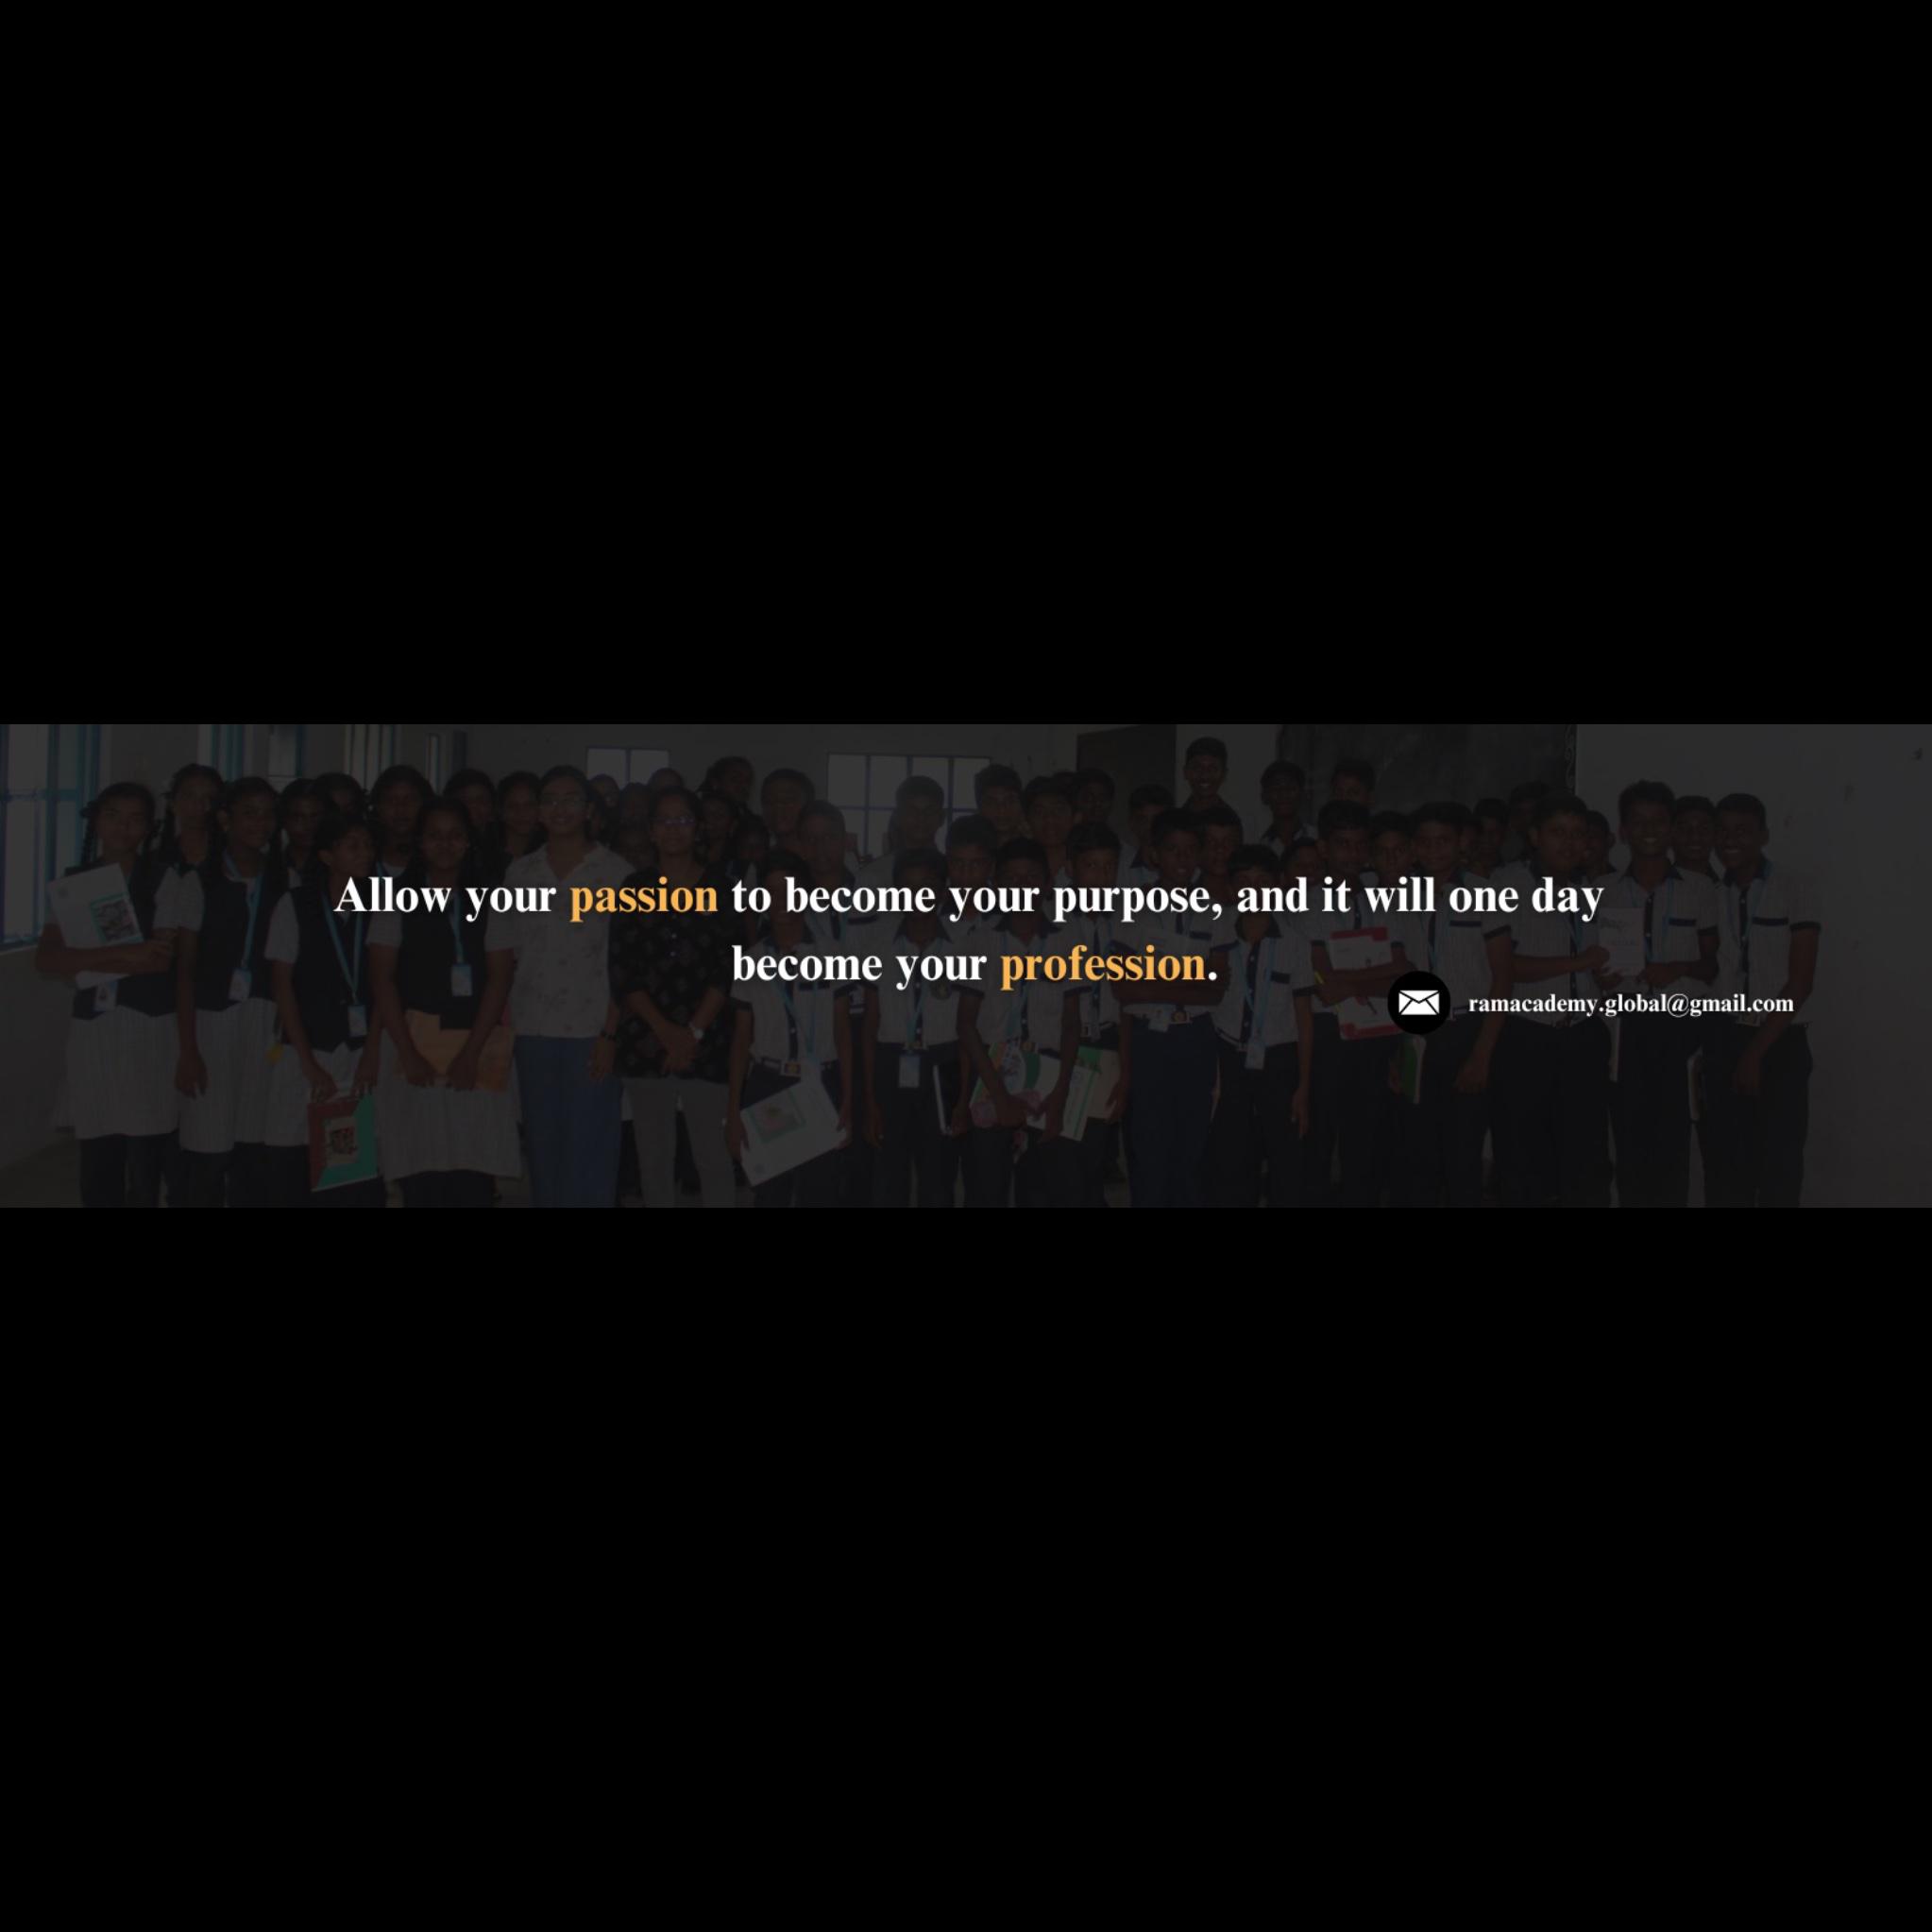 Allow your passion to become your purpose, and it will one day
become your profession.
ramacademy.global@gmail.com